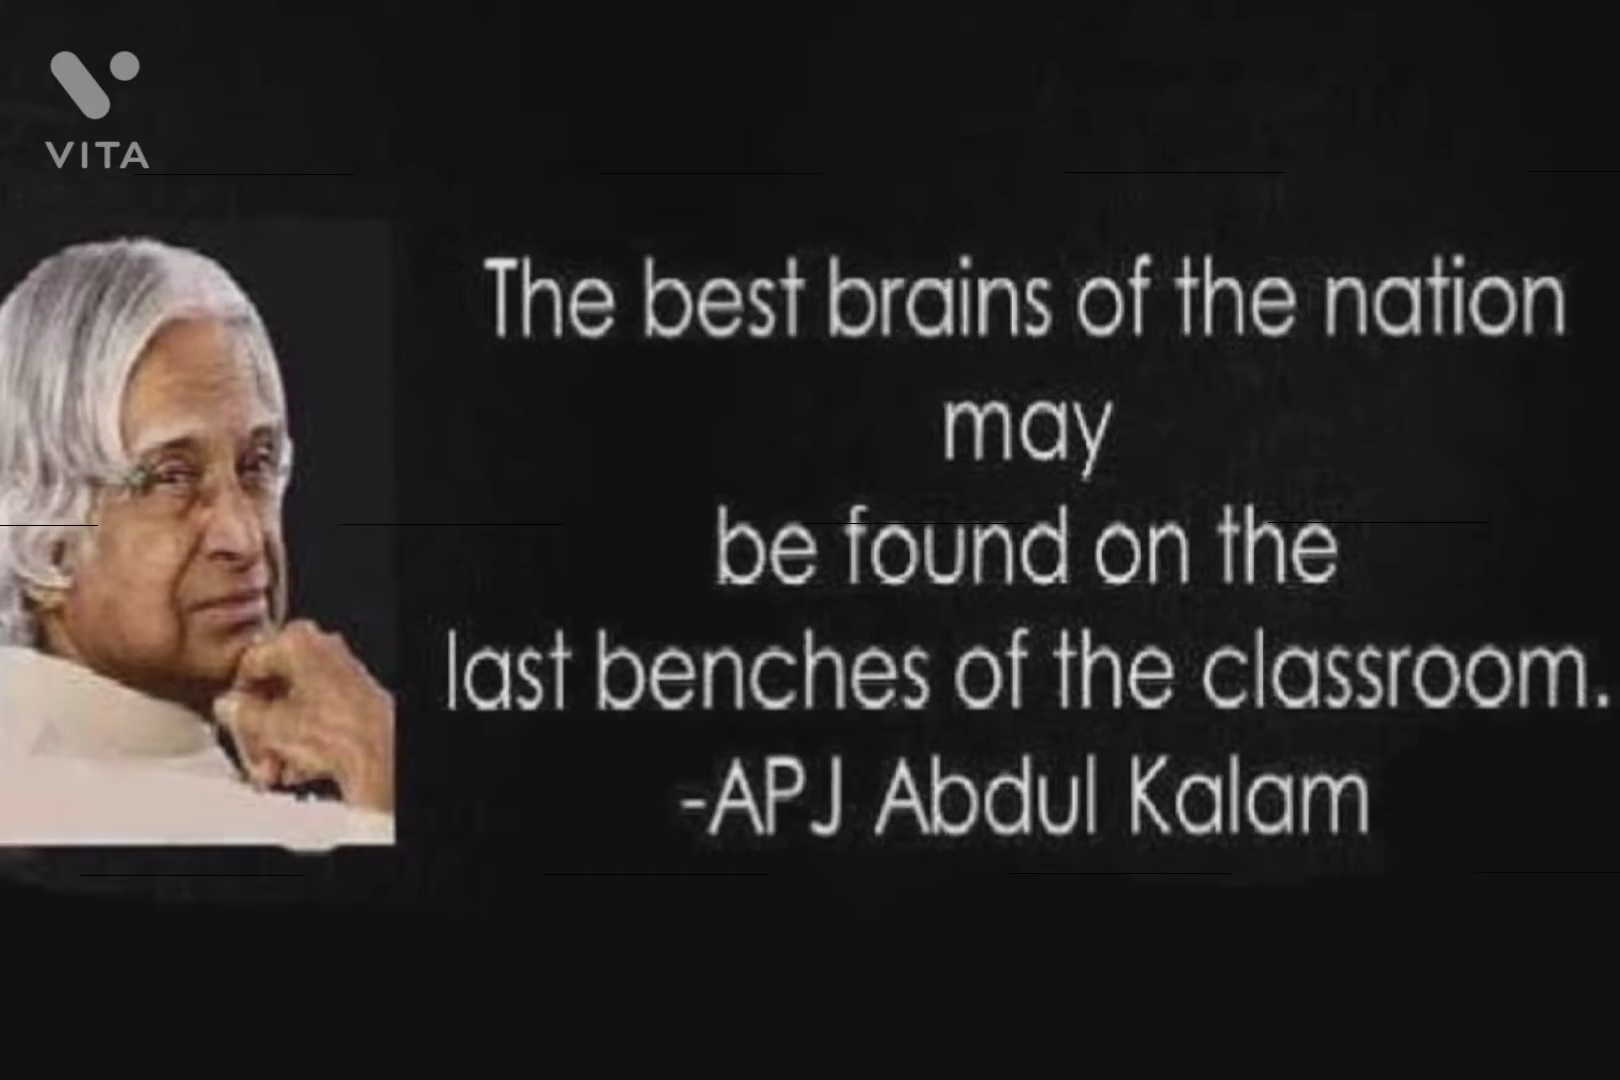 VITA
The best brains of the nation
may
be found on the
last benches of the classroom.
-APJ Abdul Kalam